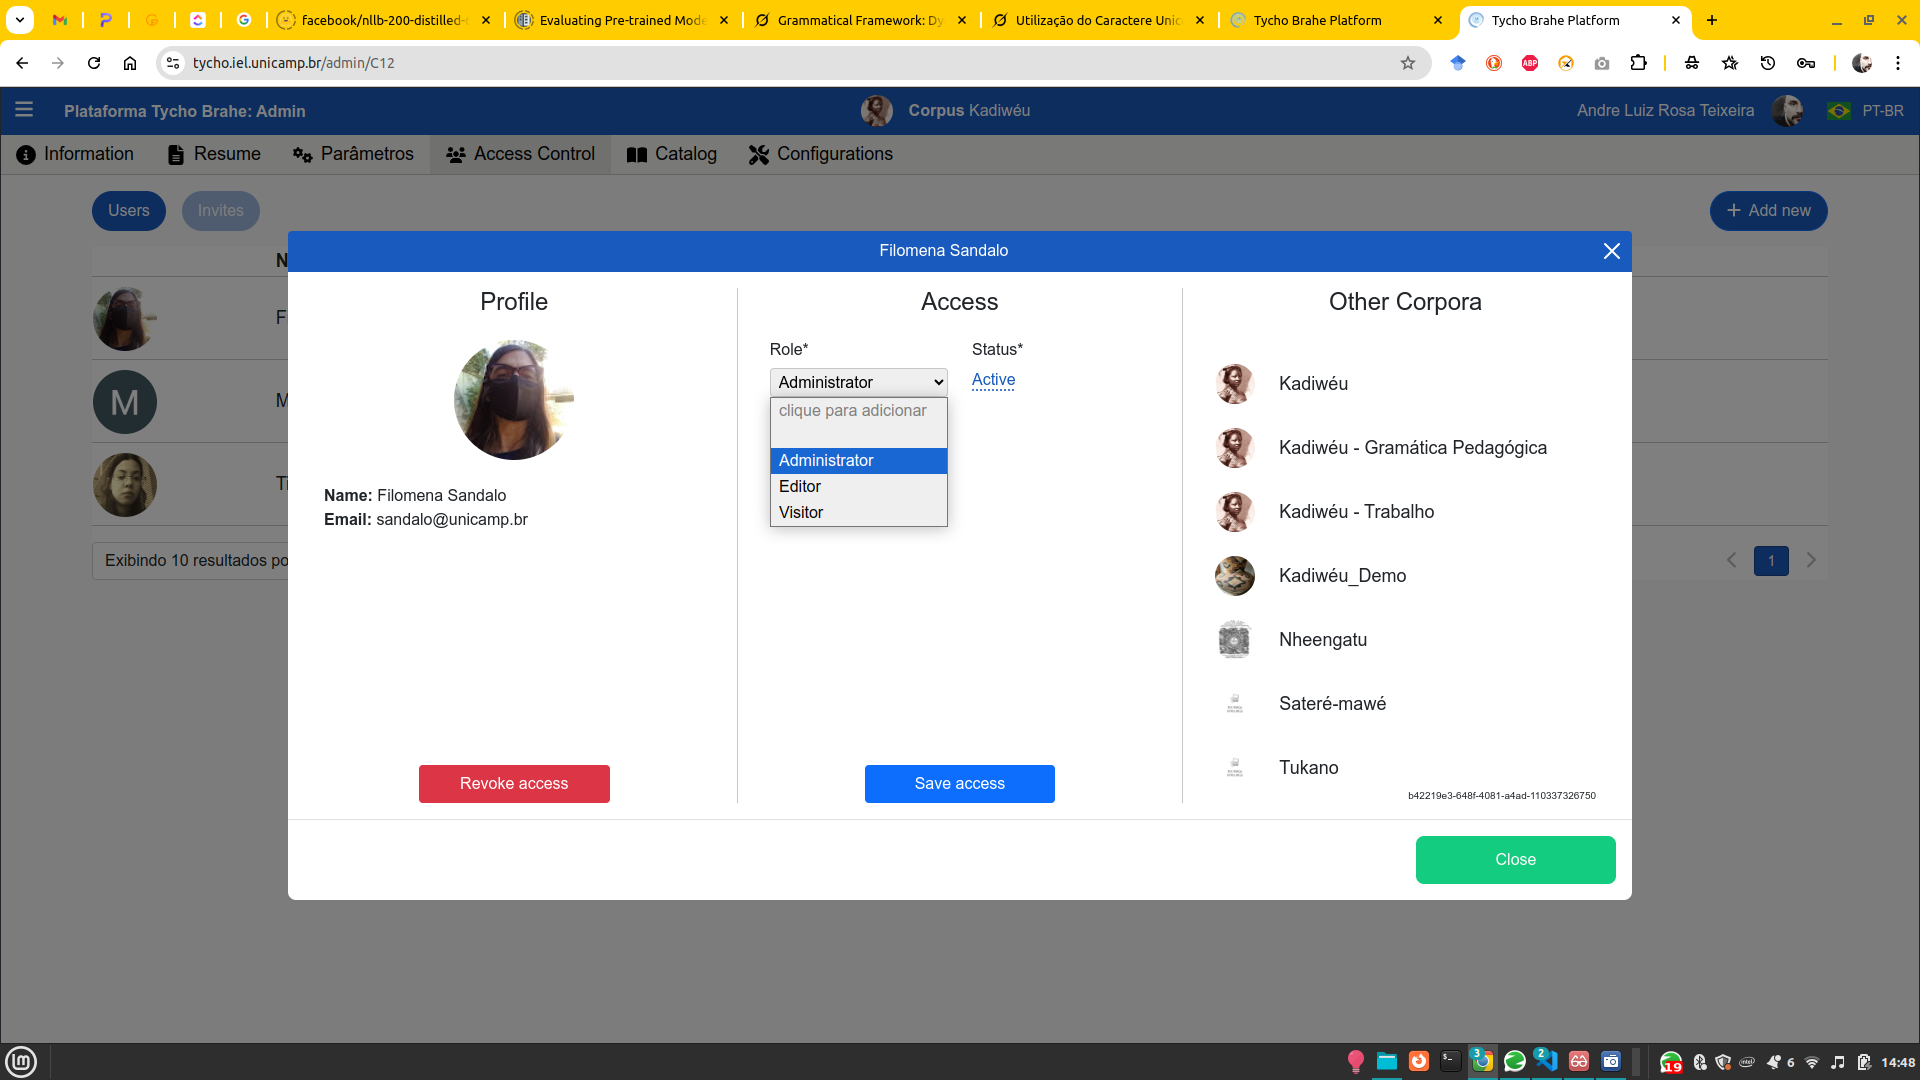 facebook/nllb-200-distilled-
Evaluating Pre-trained Mode
Grammatical Framework: Dy
Utilização do Caractere Unic
Tycho Brahe Platform
Tycho Brahe Platform
tycho.iel.unicamp.br/admin/C12
ABP
Plataforma Tycho Brahe: Admin
Corpus Kadiwéu
Andre Luiz Rosa Teixeira
PT-BR
Information
Resume
Parâmetros
Access Control
Catalog
Configurations
Users
Invites
+ Add new
N
F
M
M
Ti
Exibindo 10 resultados po
1
Filomena Sandalo
Profile
Name: Filomena Sandalo
Email: sandalo@unicamp.br
Revoke access
Access
Role*
Status*
Administrator
Active
clique para adicionar
Administrator
Editor
Visitor
Save access
Other Corpora
Kadiwéu
Kadiwéu - Gramática Pedagógica
Kadiwéu - Trabalho
Kadiwéu_Demo
Nheengatu
Sateré-mawé
Tukano
b42219e3-648f-4081-a4ad-110337326750
Close
3
2
19
6
14:48